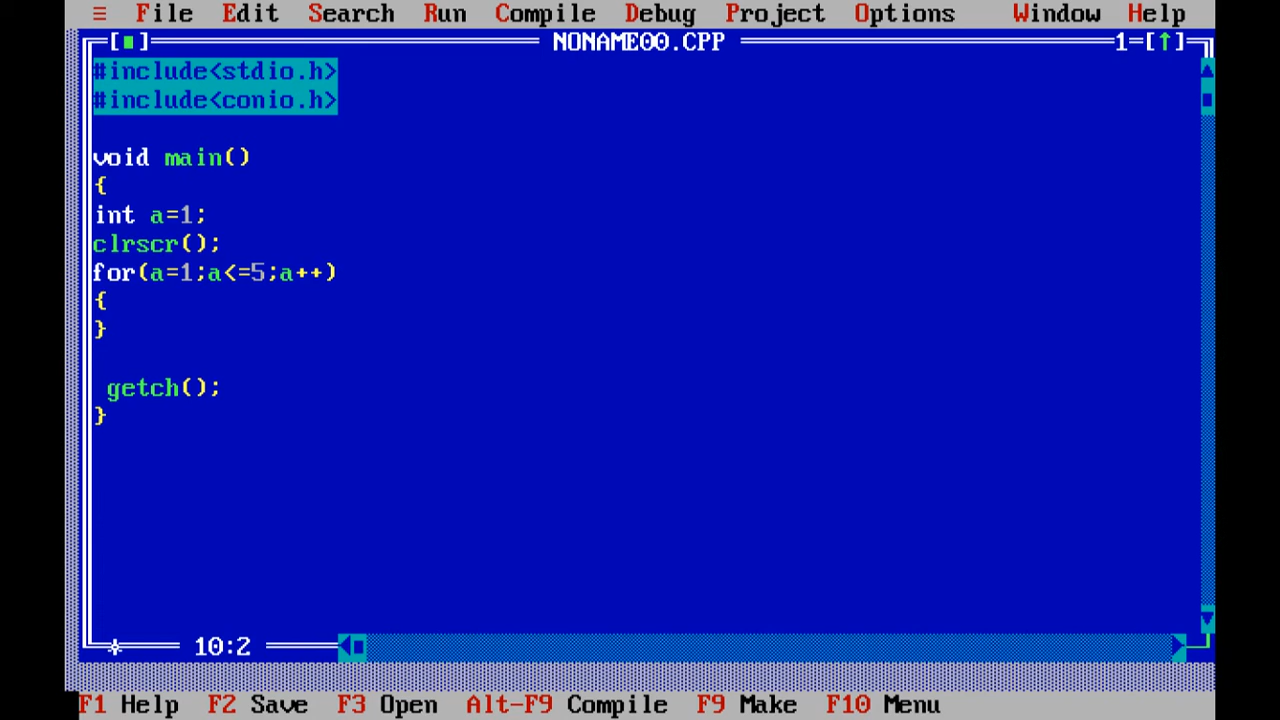 ≡ File Edit Search Run Compile Debug Project Options Window Help
[■] NONAME00.CPP 1=[↑]
#include<stdio.h>
#include<conio.h>
void main()
{
int a=1;
clrscr();
for(a=1;a<=5;a++)
{
}
getch();
}
* 10:2
F1 Help F2 Save F3 Open Alt-F9 Compile F9 Make F10 Menu